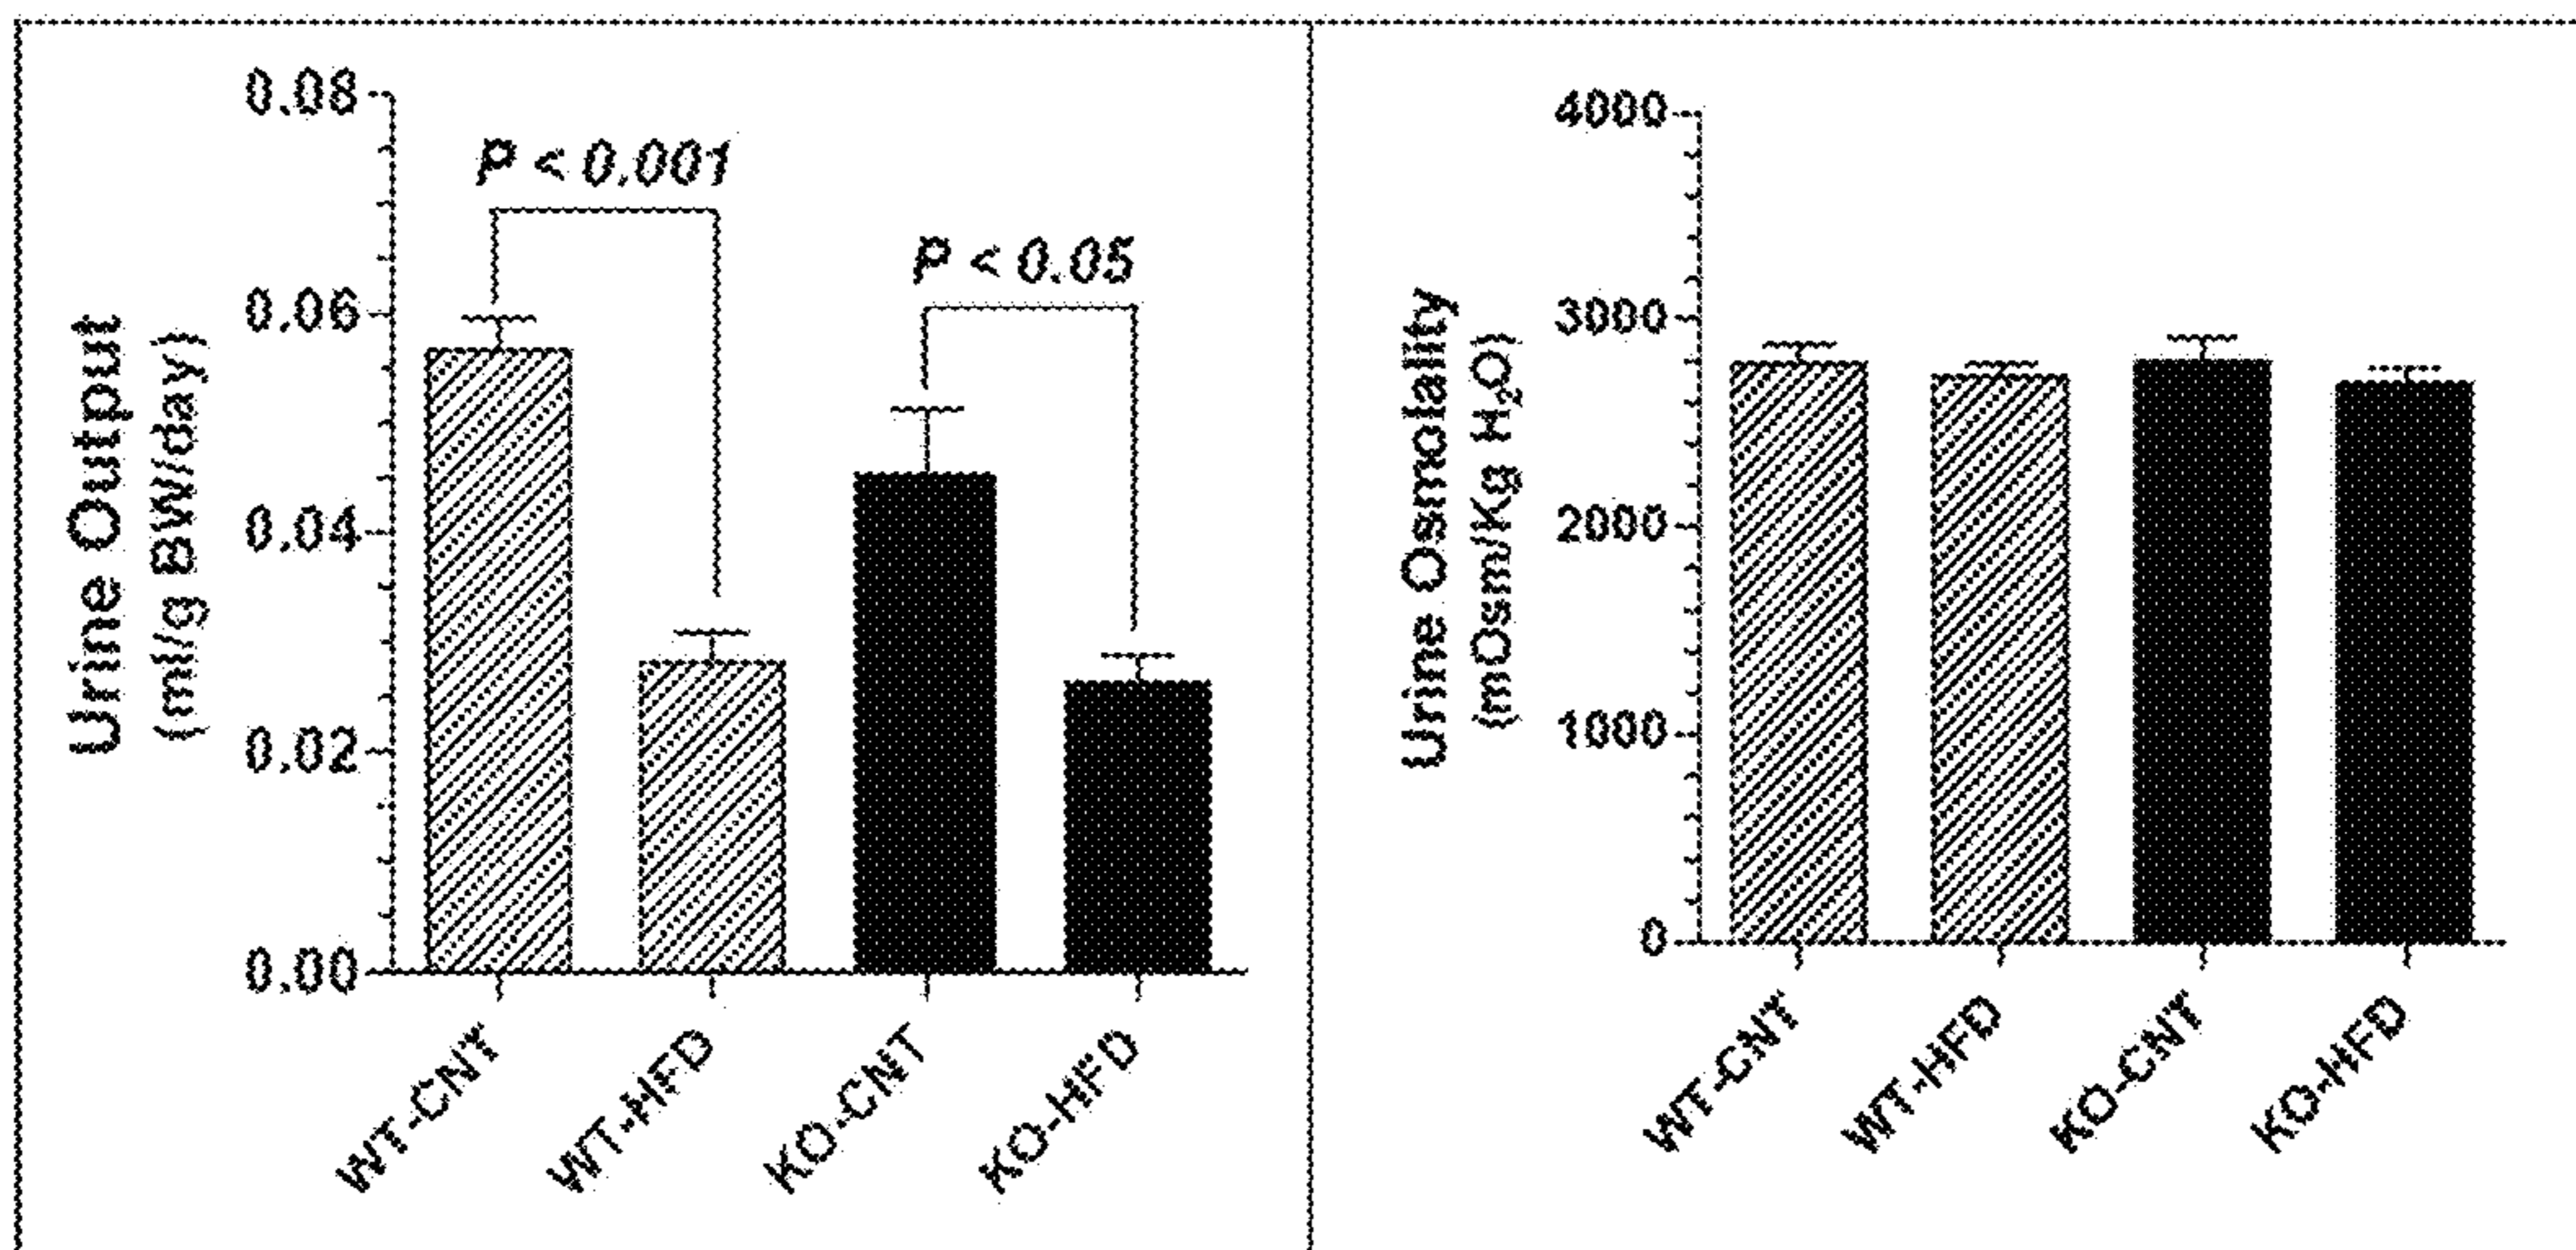 Urine Output
(ml/g BW/day)
0.08
0.06
0.04
0.02
0.00
P < 0.001
P < 0.05
WT-CNT
WT-HFD
KO-CNT
KO-HFD
Urine Osmolality
(mOsm/Kg H₂O)
4000
3000
2000
1000
0
WT-CNT
WT-HFD
KO-CNT
KO-HFD